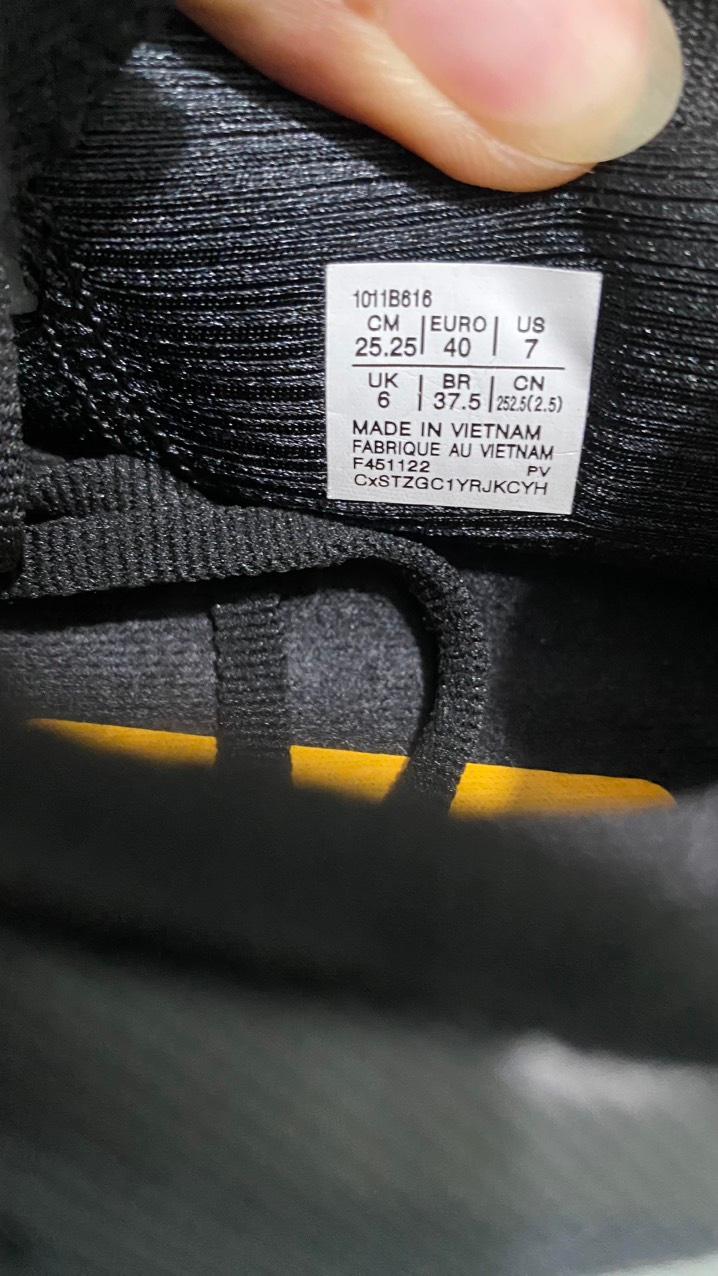 1011B616
CM | EURO | US
25.25 | 40 | 7
UK | BR | CN
6 | 37.5 | 252.5(2.5)
MADE IN VIETNAM
FABRIQUE AU VIETNAM
F451122 PV
CxSTZGC1YRJKCYH